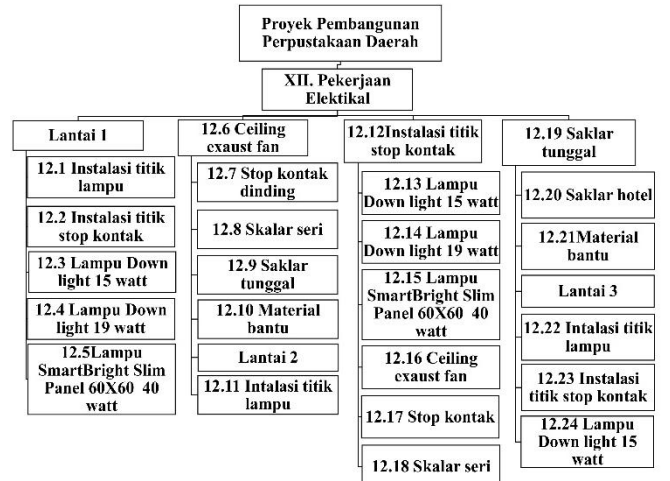 Proyek Pembangunan
Perpustakaan Daerah
XII. Pekerjaan
Elektikal
Lantai 1
12.1 Instalasi titik
lampu
12.2 Instalasi titik
stop kontak
12.3 Lampu Down
light 15 watt
12.4 Lampu Down
light 19 watt
12.5Lampu
SmartBright Slim
Panel 60X60 40
watt
12.6 Ceiling
exaust fan
12.7 Stop kontak
dinding
12.8 Skalar seri
12.9 Saklar
tunggal
12.10 Material
bantu
Lantai 2
12.11 Intalasi titik
lampu
12.12Instalasi titik
stop kontak
12.13 Lampu
Down light 15 watt
12.14 Lampu
Down light 19 watt
12.15 Lampu
SmartBright Slim
Panel 60X60 40
watt
12.16 Ceiling
exaust fan
12.17 Stop kontak
12.18 Skalar seri
12.19 Saklar
tunggal
12.20 Saklar hotel
12.21Material
bantu
Lantai 3
12.22 Intalasi titik
lampu
12.23 Instalasi
titik stop kontak
12.24 Lampu
Down light 15
watt